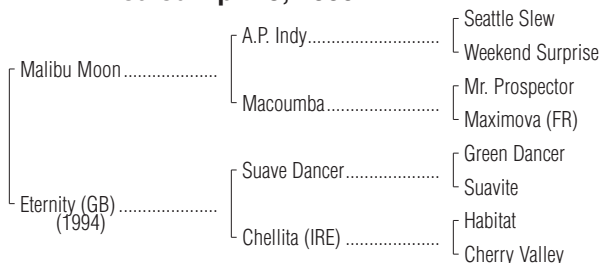 A.P. Indy
Seattle Slew
Weekend Surprise
Malibu Moon
Macoumba
Mr. Prospector
Maximova (FR)
Suave Dancer
Green Dancer
Suavite
Eternity (GB)
(1994)
Chellita (IRE)
Habitat
Cherry Valley